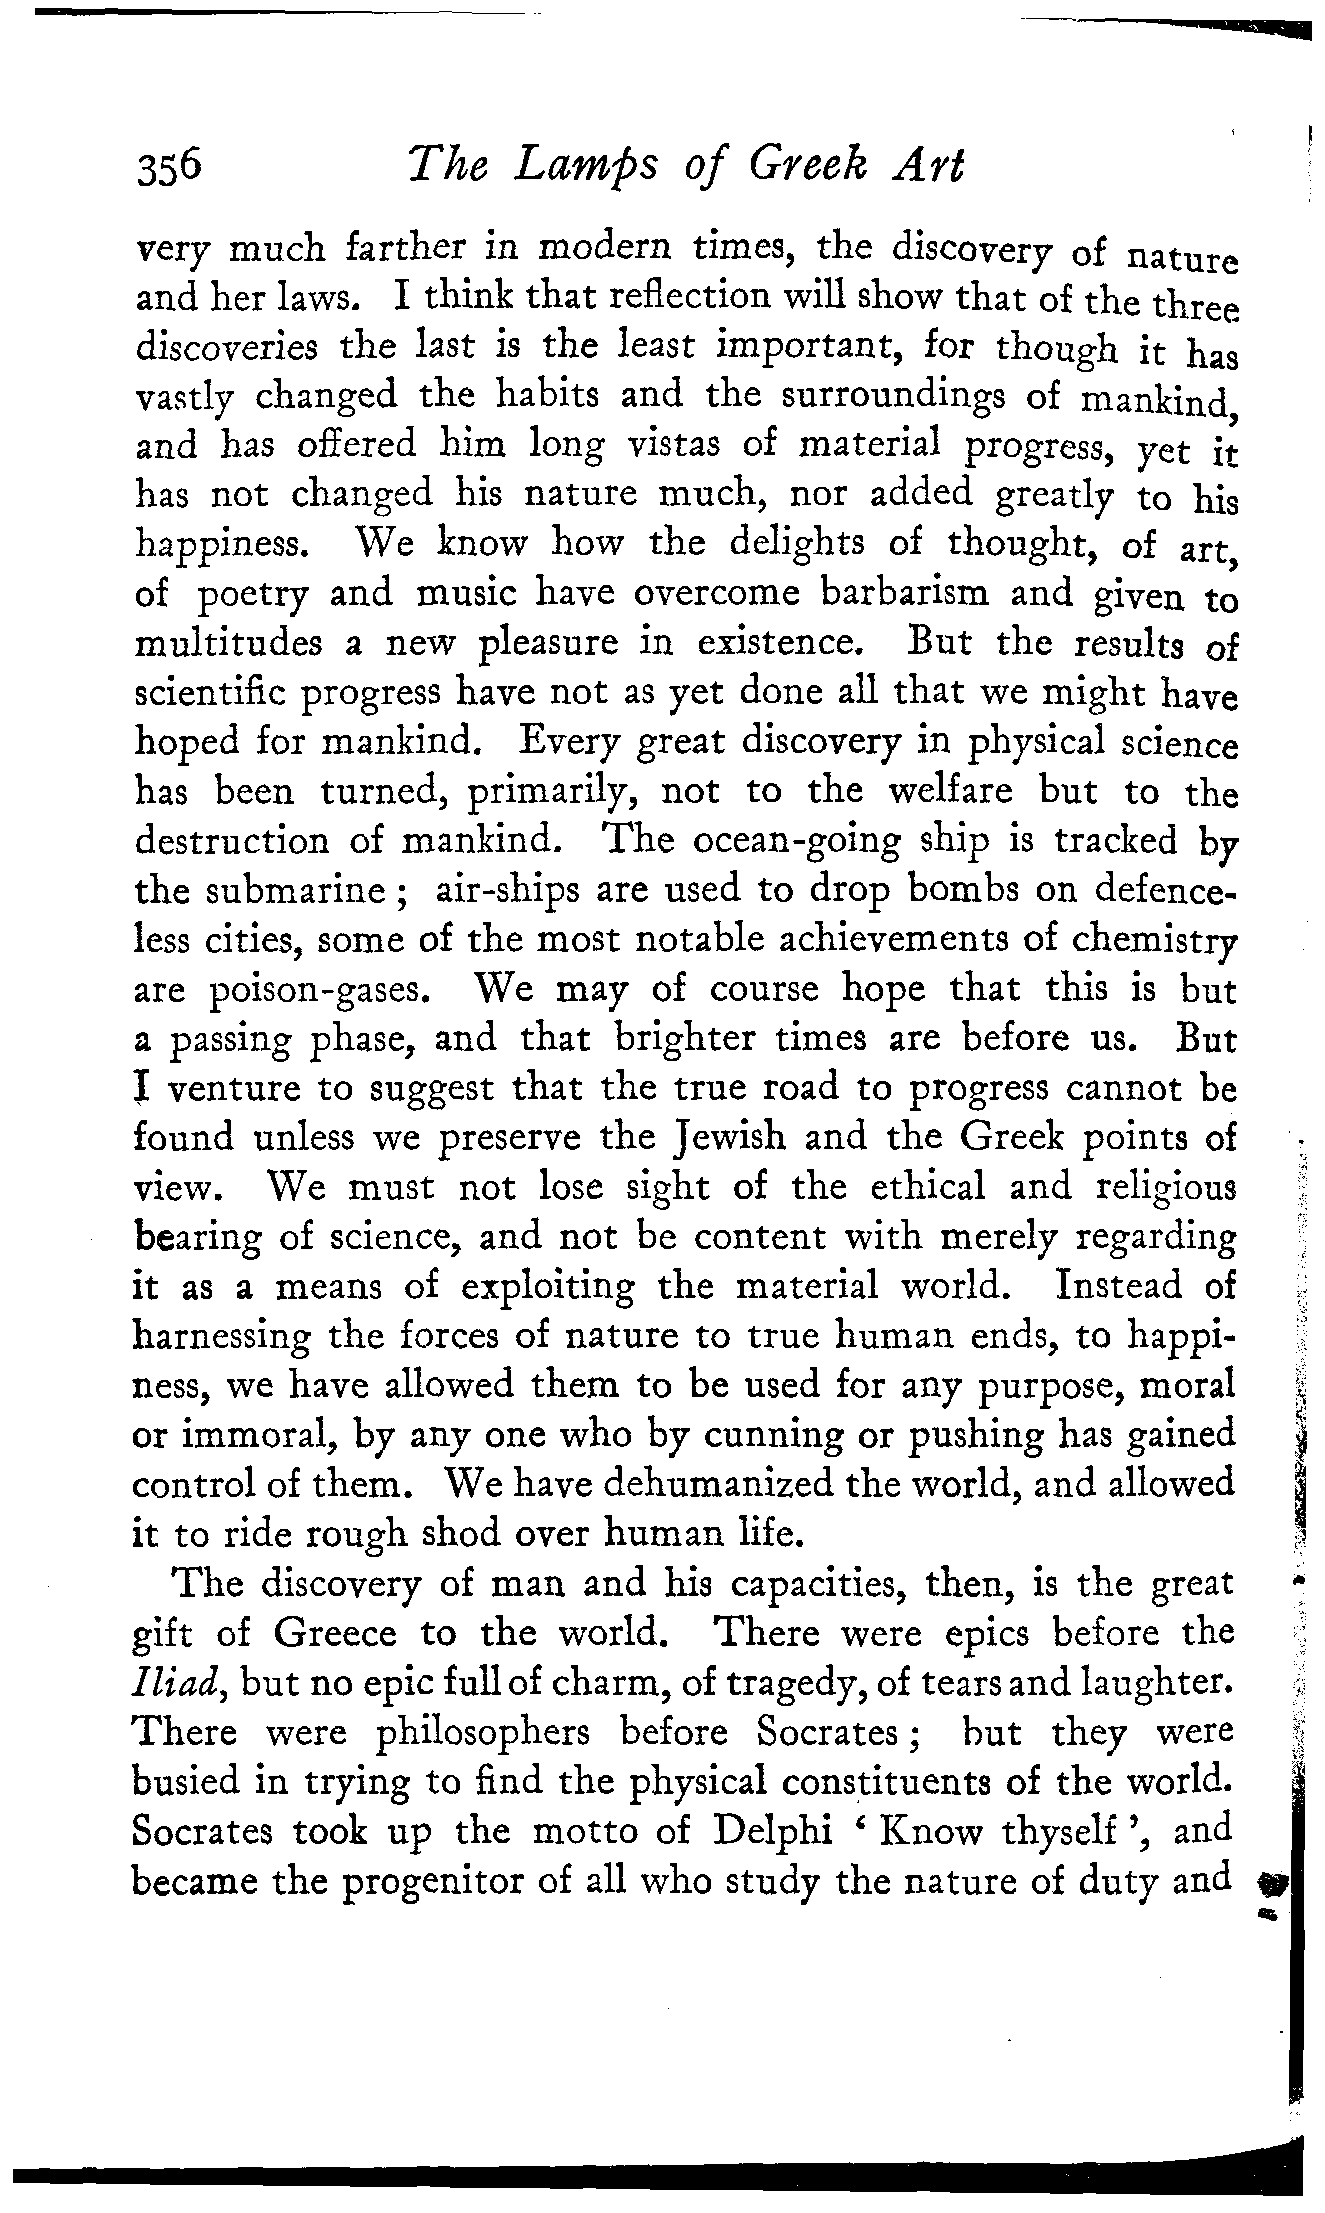 356 The Lamps of Greek Art
very much farther in modern times, the discovery of nature
and her laws. I think that reflection will show that of the three
discoveries the last is the least important, for though it has
vastly changed the habits and the surroundings of mankind,
and has offered him long vistas of material progress, yet it
has not changed his nature much, nor added greatly to his
happiness. We know how the delights of thought, of art,
of poetry and music have overcome barbarism and given to
multitudes a new pleasure in existence. But the results of
scientific progress have not as yet done all that we might have
hoped for mankind. Every great discovery in physical science
has been turned, primarily, not to the welfare but to the
destruction of mankind. The ocean-going ship is tracked by
the submarine ; air-ships are used to drop bombs on defence-
less cities, some of the most notable achievements of chemistry
are poison-gases. We may of course hope that this is but
a passing phase, and that brighter times are before us. But
I venture to suggest that the true road to progress cannot be
found unless we preserve the Jewish and the Greek points of
view. We must not lose sight of the ethical and religious
bearing of science, and not be content with merely regarding
it as a means of exploiting the material world. Instead of
harnessing the forces of nature to true human ends, to happi-
ness, we have allowed them to be used for any purpose, moral
or immoral, by any one who by cunning or pushing has gained
control of them. We have dehumanized the world, and allowed
it to ride rough shod over human life.
The discovery of man and his capacities, then, is the great
gift of Greece to the world. There were epics before the
Iliad, but no epic full of charm, of tragedy, of tears and laughter.
There were philosophers before Socrates ; but they were
busied in trying to find the physical constituents of the world.
Socrates took up the motto of Delphi ‘ Know thyself ’, and
became the progenitor of all who study the nature of duty and